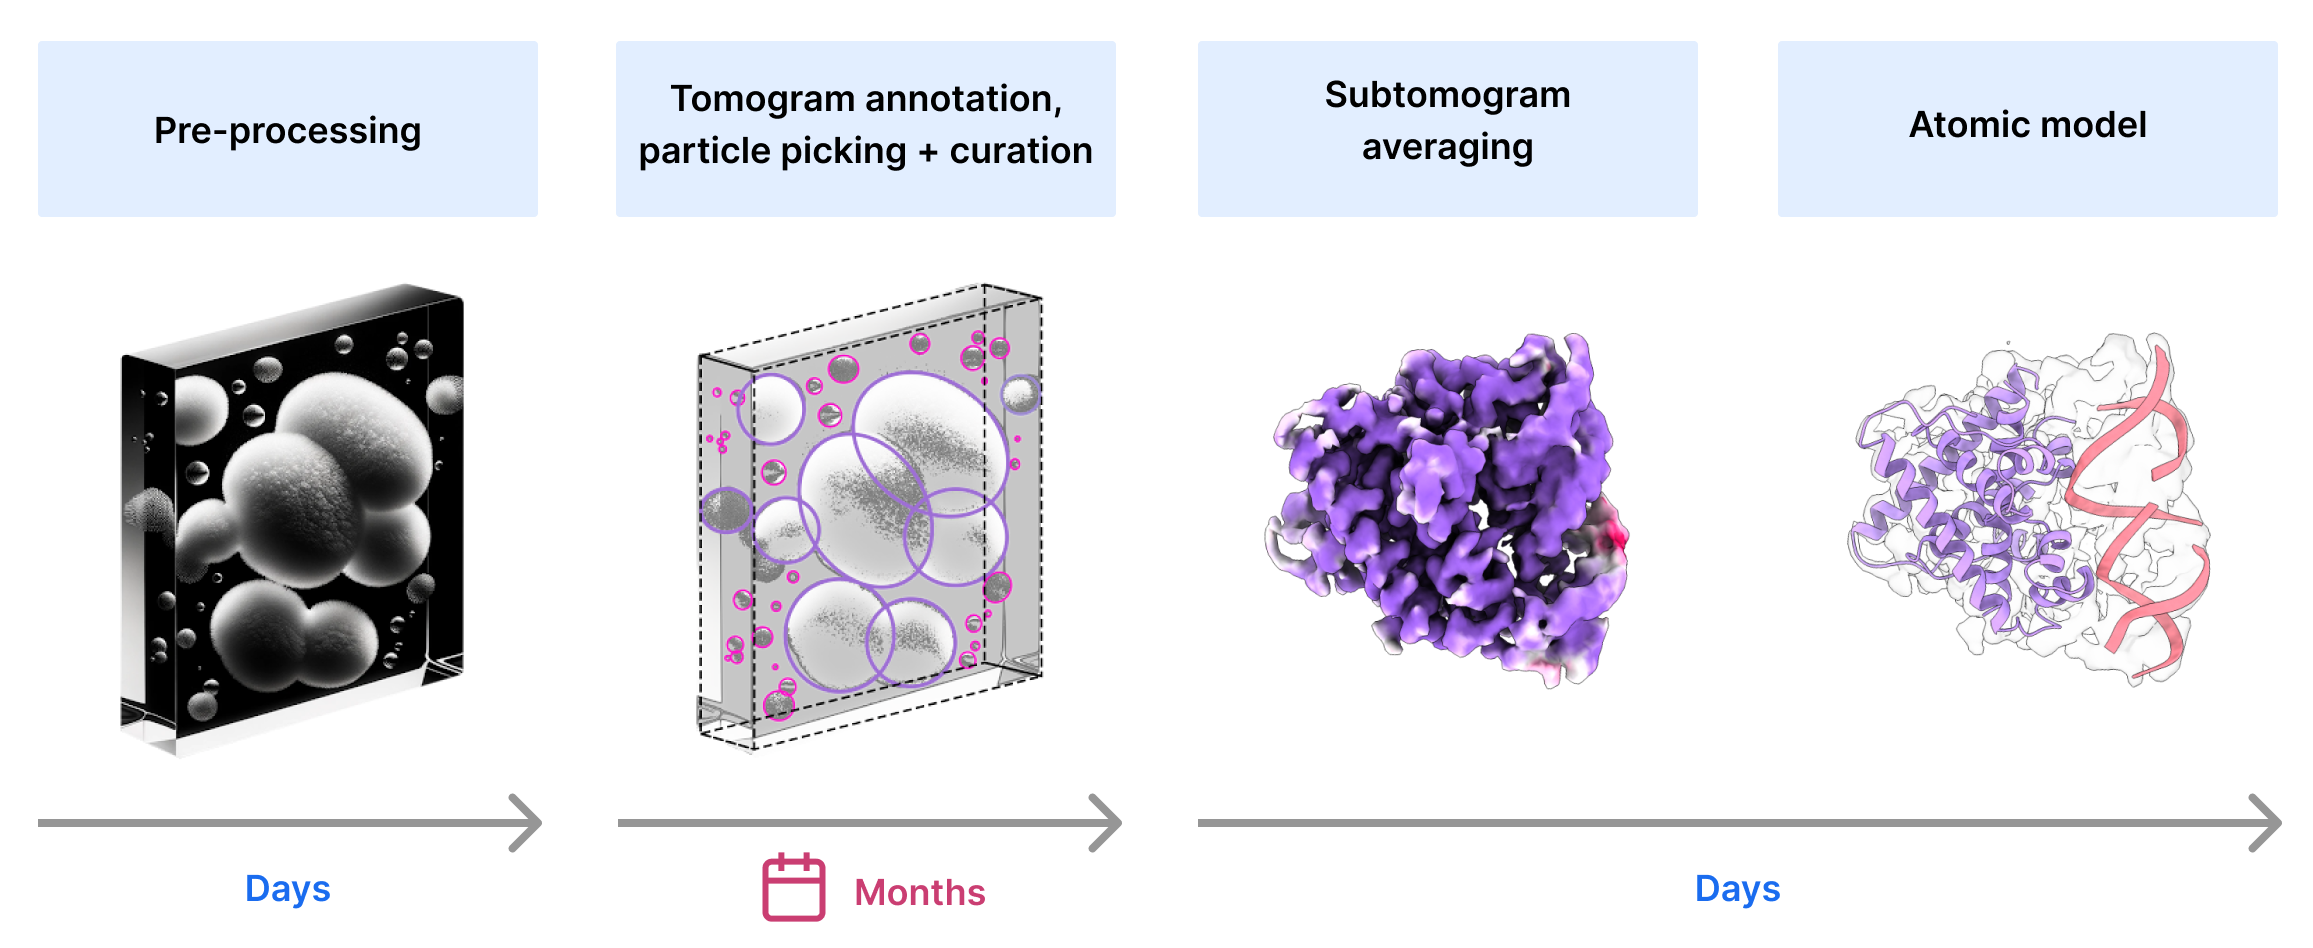 Pre-processing
Tomogram annotation,
particle picking + curation
Subtomogram
averaging
Atomic model
Days
Months
Days